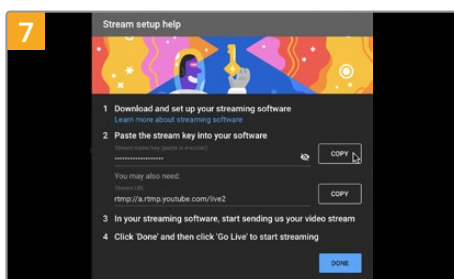 7
Stream setup help
1 Download and set up your streaming software
Learn more about streaming software
2 Paste the stream key into your software
Stream name/key (paste in encoder)
•••••••••••••••••••
COPY
You may also need
Stream URL
rtmp://a.rtmp.youtube.com/live2
COPY
3 In your streaming software, start sending us your video stream
4 Click 'Done' and then click 'Go Live' to start streaming
DONE